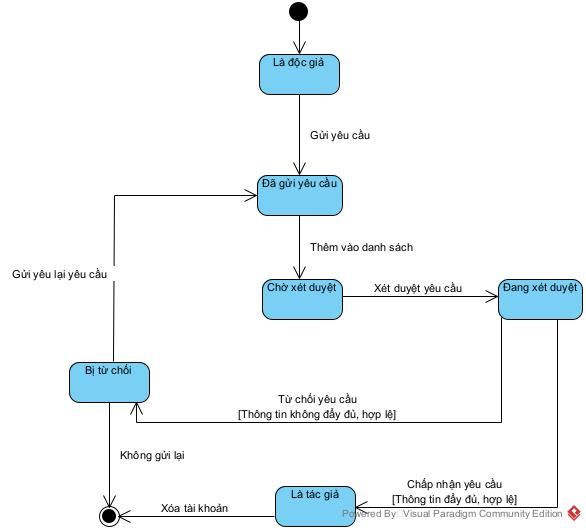 Là độc giả
Gửi yêu cầu
Đã gửi yêu cầu
Thêm vào danh sách
Gửi yêu lại yêu cầu
Chờ xét duyệt
Xét duyệt yêu cầu
Đang xét duyệt
Bị từ chối
Từ chối yêu cầu
[Thông tin không đầy đủ, hợp lệ]
Không gửi lại
Chấp nhận yêu cầu
[Thông tin đầy đủ, hợp lệ]
Là tác giả
Xóa tài khoản
Powered By Visual Paradigm Community Edition